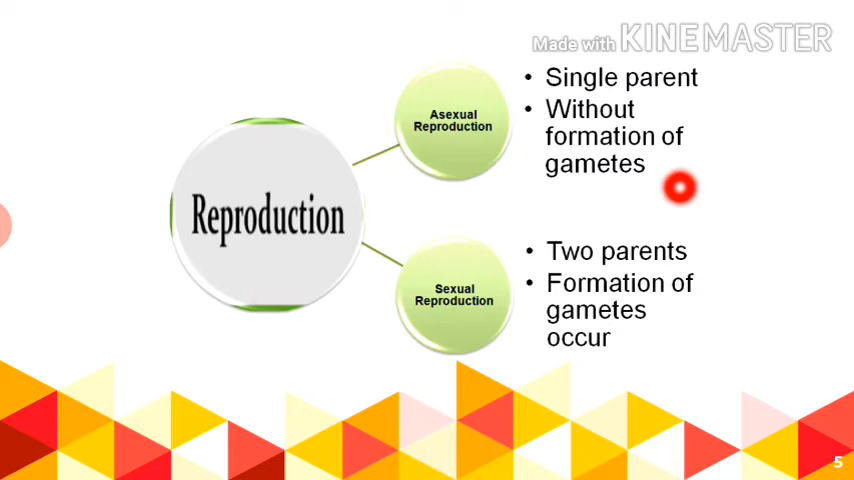 Made with KINEMASTER
• Single parent
• Without
formation of
gametes
Asexual
Reproduction
Reproduction
• Two parents
• Formation of
gametes
occur
Sexual
Reproduction
5